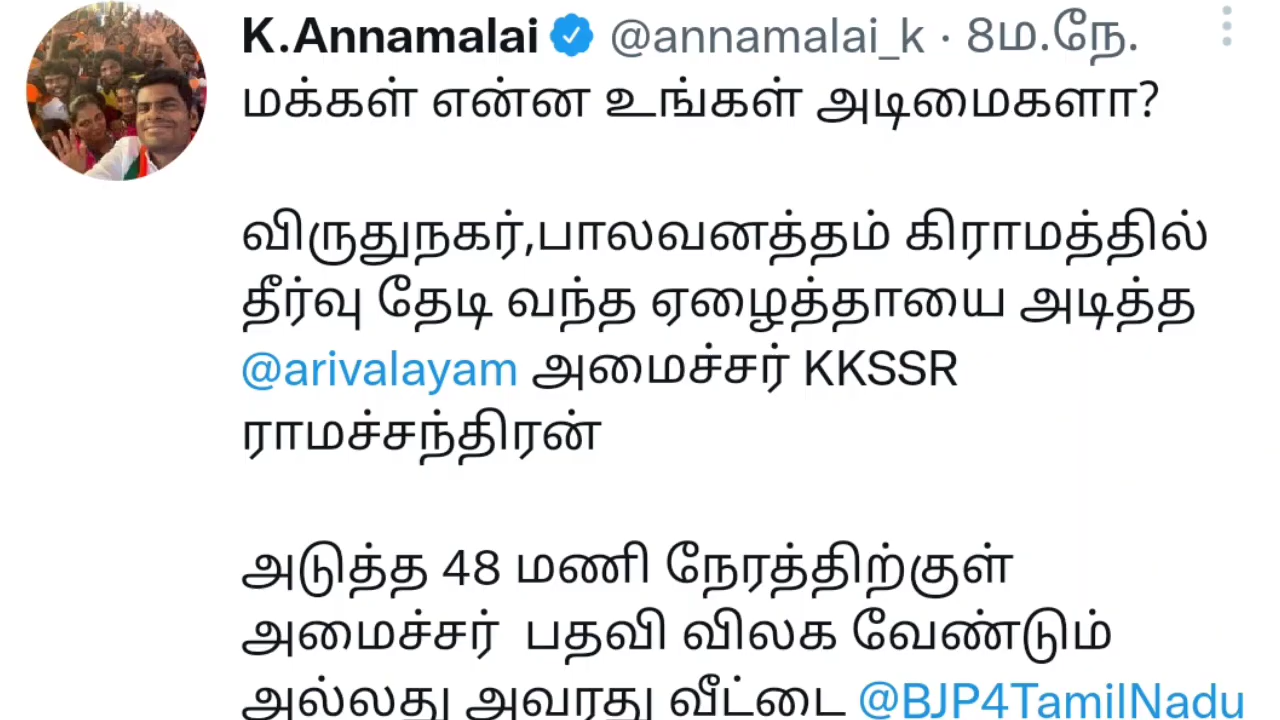 K.Annamalai @annamalai_k · 8ம.நே.
மக்கள் என்ன உங்கள் அடிமைகளா?
விருதுநகர்,பாலவனத்தம் கிராமத்தில்
தீர்வு தேடி வந்த ஏழைத்தாயை அடித்த
@arivalayam அமைச்சர் KKSSR
ராமச்சந்திரன்
அடுத்த 48 மணி நேரத்திற்குள்
அமைச்சர் பதவி விலக வேண்டும்
அல்லது அவரது வீட்டை @BJP4TamilNadu